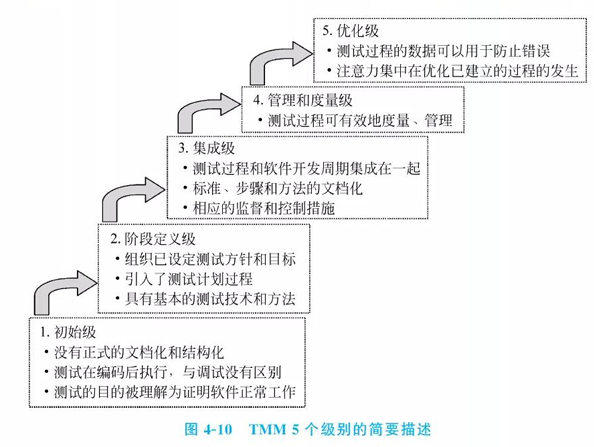 5. 优化级
·测试过程的数据可以用于防止错误
·注意力集中在优化已建立的过程的发生
4. 管理和度量级
·测试过程可有效地度量、管理
3. 集成级
·测试过程和软件开发周期集成在一起
·标准、步骤和方法的文档化
·相应的监督和控制措施
2. 阶段定义级
·组织已设定测试方针和目标
·引入了测试计划过程
·具有基本的测试技术和方法
1. 初始级
·没有正式的文档化和结构化
·测试在编码后执行，与调试没有区别
·测试的目的被理解为证明软件正常工作
图 4-10 TMM 5 个级别的简要描述